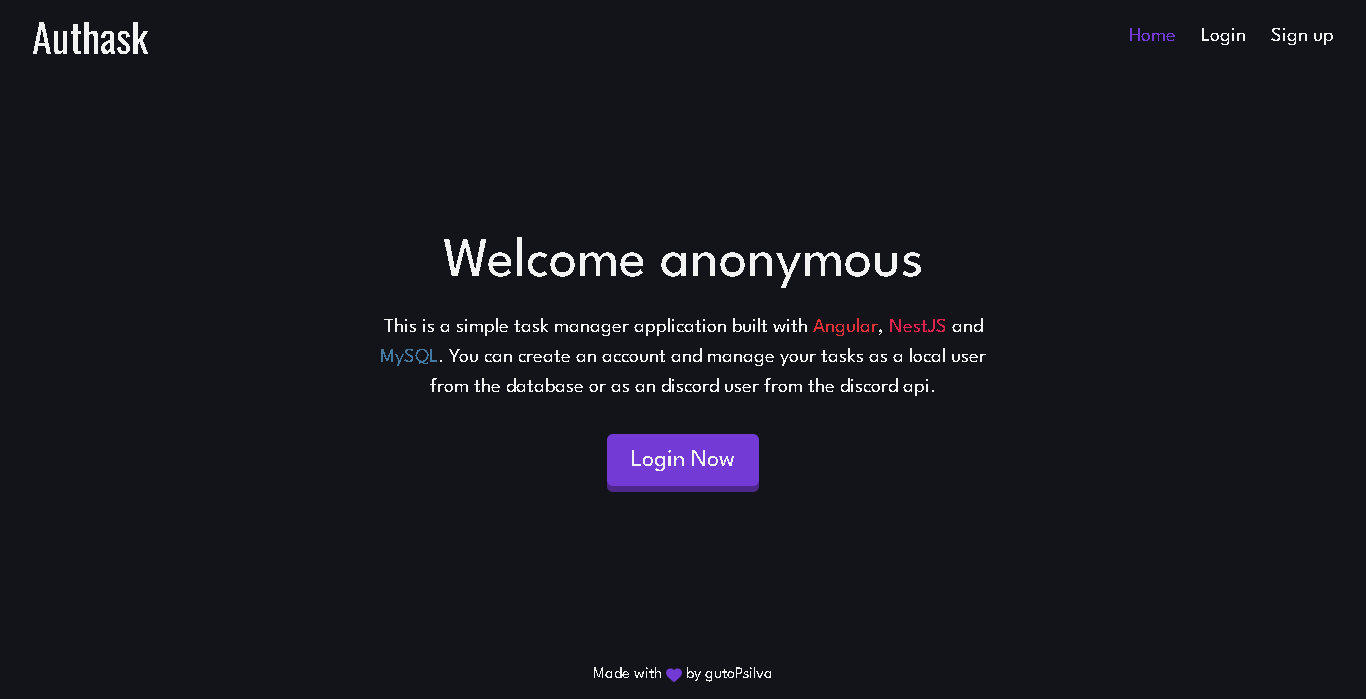 Authask
Home Login Sign up
Welcome anonymous
This is a simple task manager application built with Angular, NestJS and
MySQL. You can create an account and manage your tasks as a local user
from the database or as an discord user from the discord api.
Login Now
Made with 💜 by gutoPsilva